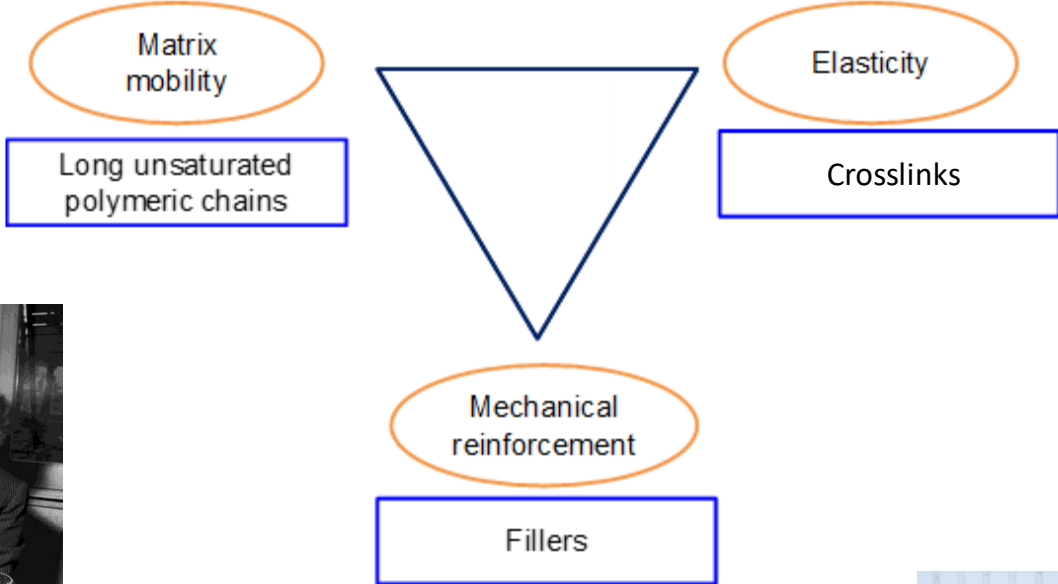 Matrix
mobility
Elasticity
Long unsaturated
polymeric chains
Crosslinks
Mechanical
reinforcement
Fillers